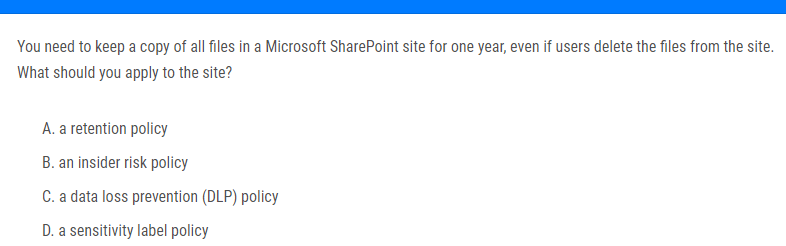 You need to keep a copy of all files in a Microsoft SharePoint site for one year, even if users delete the files from the site.
What should you apply to the site?
A. a retention policy
B. an insider risk policy
C. a data loss prevention (DLP) policy
D. a sensitivity label policy